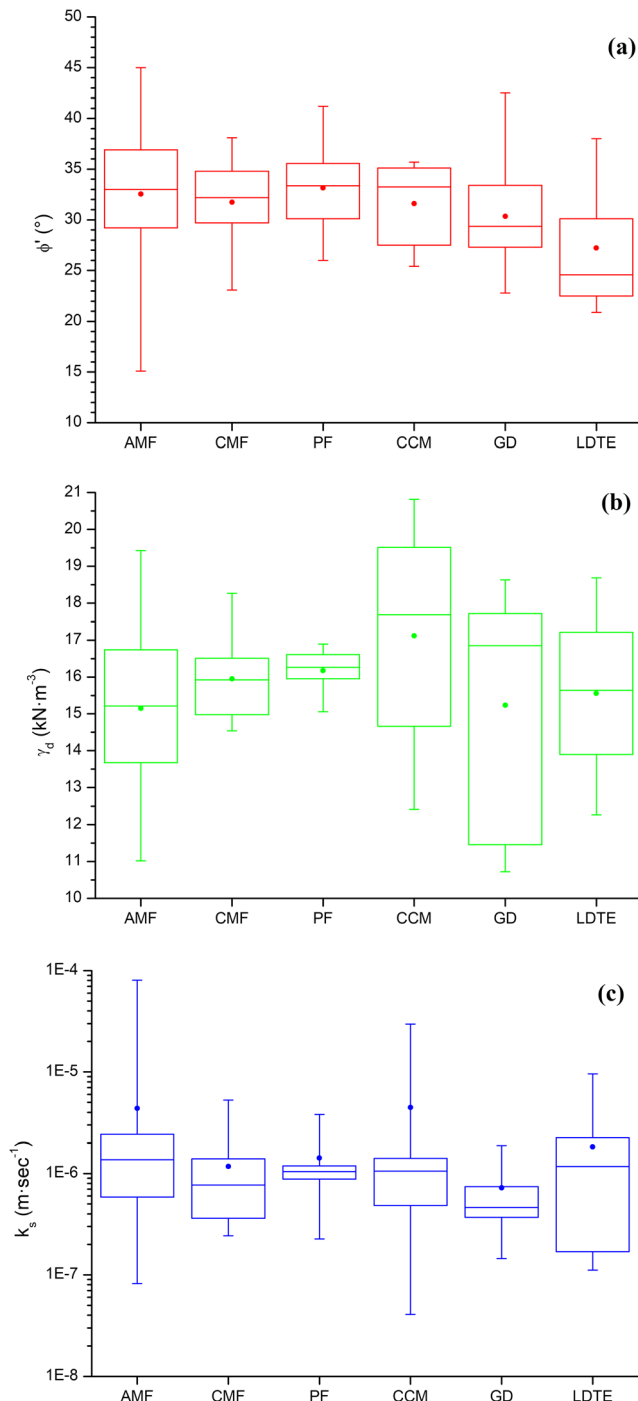 (a)
50
45
40
35
30
25
20
15
10
ϕ' (°)
AMF CMF PF CCM GD LDTE
(b)
21
20
19
18
17
16
15
14
13
12
11
10
γd (kN·m⁻³)
AMF CMF PF CCM GD LDTE
(c)
1E-4
1E-5
1E-6
1E-7
1E-8
ks (m·sec⁻¹)
AMF CMF PF CCM GD LDTE